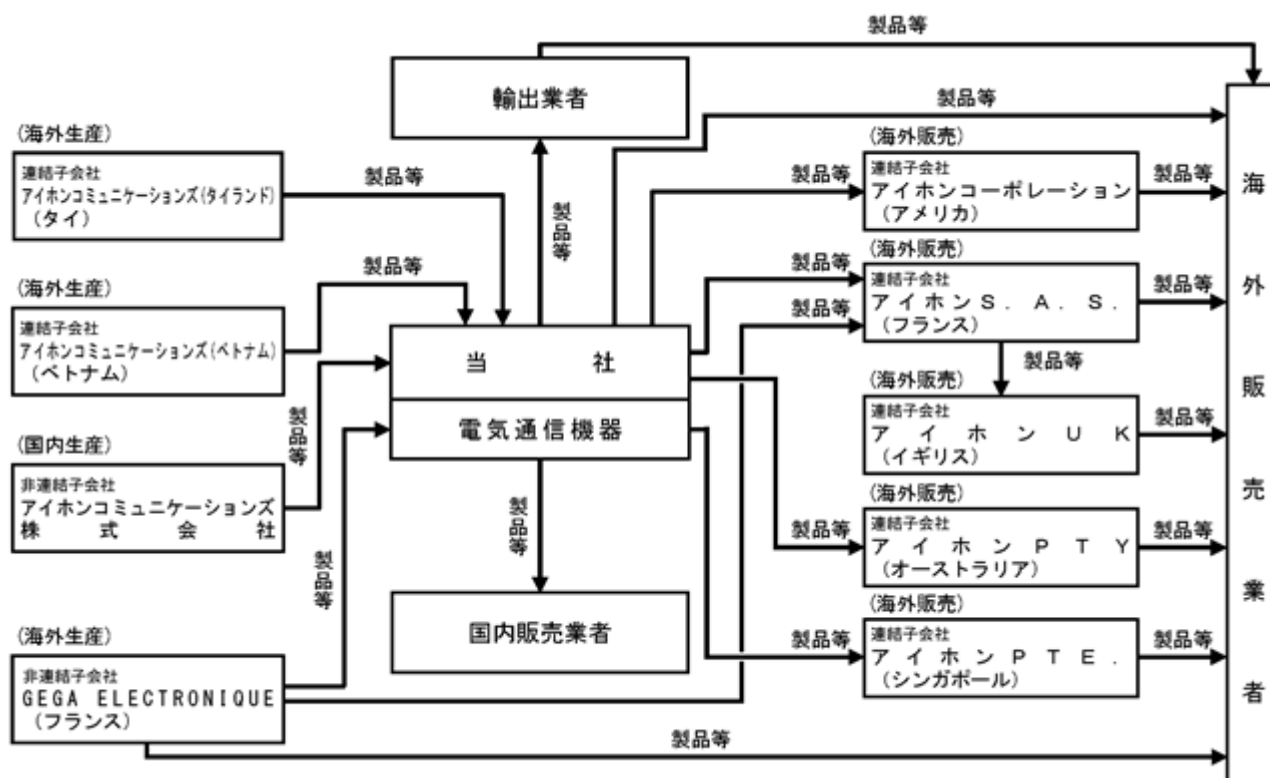 製品等
輸出業者
製品等
(海外生産)
連結子会社
アイホンコミュニケーションズ(タイランド)
(タイ)
製品等
製品等
(海外販売)
連結子会社
アイホンコーポレーション
(アメリカ)
製品等
製品等
(海外生産)
連結子会社
アイホンコミュニケーションズ(ベトナム)
(ベトナム)
製品等
製品等
(海外販売)
連結子会社
アイホンS.A.S.
(フランス)
製品等
製品等
製品等
当社
電気通信機器
(海外販売)
連結子会社
アイホンUK
(イギリス)
製品等
(国内生産)
非連結子会社
アイホンコミュニケーションズ
株式会社
製品等
製品等
(海外販売)
連結子会社
アイホンPTY
(オーストラリア)
製品等
製品等
製品等
国内販売業者
(海外生産)
非連結子会社
GEGA ELECTRONIQUE
(フランス)
製品等
(海外販売)
連結子会社
アイホンPTE.
(シンガポール)
製品等
製品等
海外販売業者